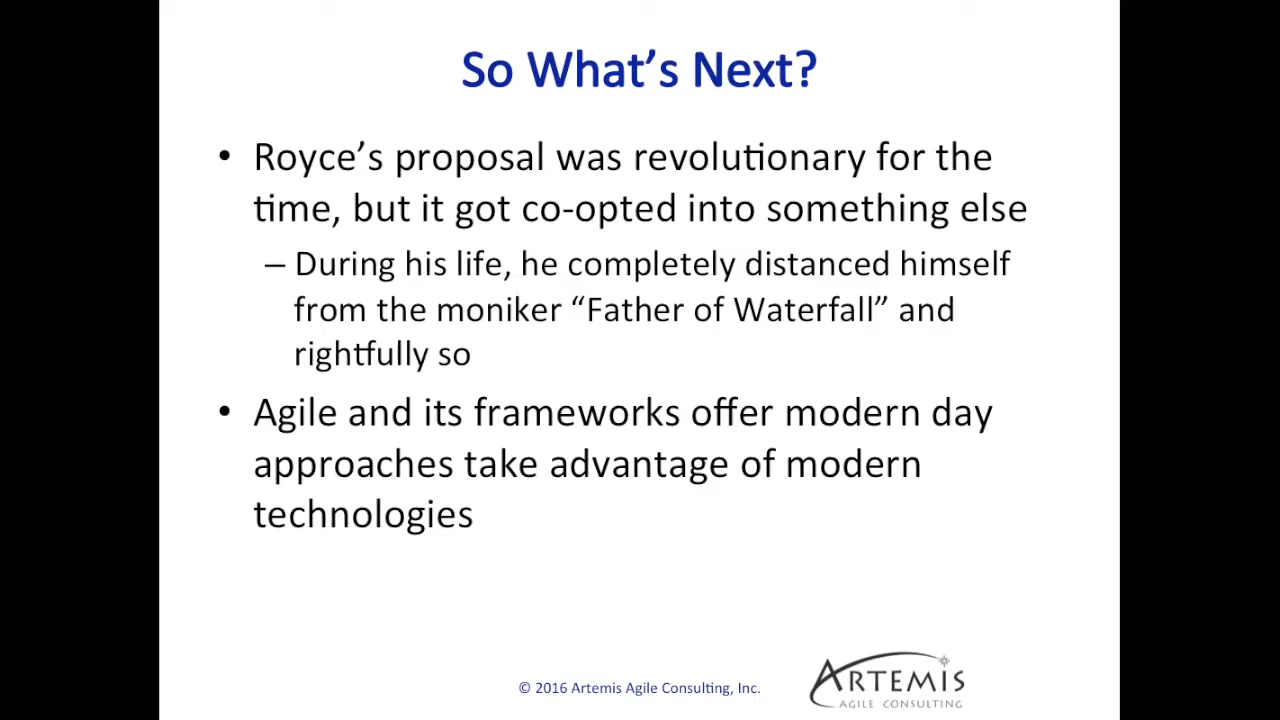 So What’s Next?
• Royce’s proposal was revolutionary for the
time, but it got co-opted into something else
– During his life, he completely distanced himself
from the moniker “Father of Waterfall” and
rightfully so
• Agile and its frameworks offer modern day
approaches take advantage of modern
technologies
© 2016 Artemis Agile Consulting, Inc.
ARTEMIS
AGILE CONSULTING